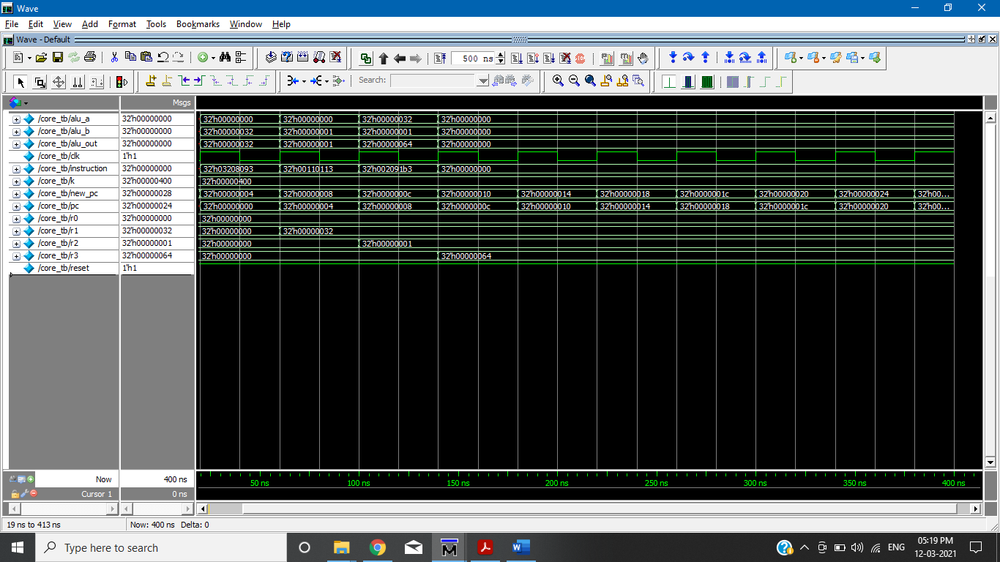 Wave
File Edit View Add Format Tools Bookmarks Window Help
Wave - Default
500 ns
Search:
Msgs
/core_tb/alu_a 32'h00000000 32'h00000000 32'h00000000 32'h00000032 32'h00000000
/core_tb/alu_b 32'h00000000 32'h00000032 32'h00000001 32'h00000001 32'h00000000
/core_tb/alu_out 32'h00000000 32'h00000032 32'h00000001 32'h00000064 32'h00000000
/core_tb/clk 1'h1
/core_tb/instruction 32'h00000000 32'h03208093 32'h00110113 32'h002091b3 32'h00000000
/core_tb/k 32'h00000400 32'h00000400
/core_tb/new_pc 32'h00000028 32'h00000004 32'h00000008 32'h0000000c 32'h00000010 32'h00000014 32'h00000018 32'h0000001c 32'h00000020 32'h00000024 32'h00...
/core_tb/pc 32'h00000024 32'h00000000 32'h00000004 32'h00000008 32'h0000000c 32'h00000010 32'h00000014 32'h00000018 32'h0000001c 32'h00000020 32'h00...
/core_tb/r0 32'h00000000 32'h00000000
/core_tb/r1 32'h00000032 32'h00000000 32'h00000032
/core_tb/r2 32'h00000001 32'h00000000 32'h00000001
/core_tb/r3 32'h00000064 32'h00000000 32'h00000064
/core_tb/reset 1'h1
Now 400 ns 50 ns 100 ns 150 ns 200 ns 250 ns 300 ns 350 ns 400 ns
Cursor 1 0 ns
19 ns to 413 ns Now: 400 ns Delta: 0
Type here to search
ENG
05:19 PM
12-03-2021